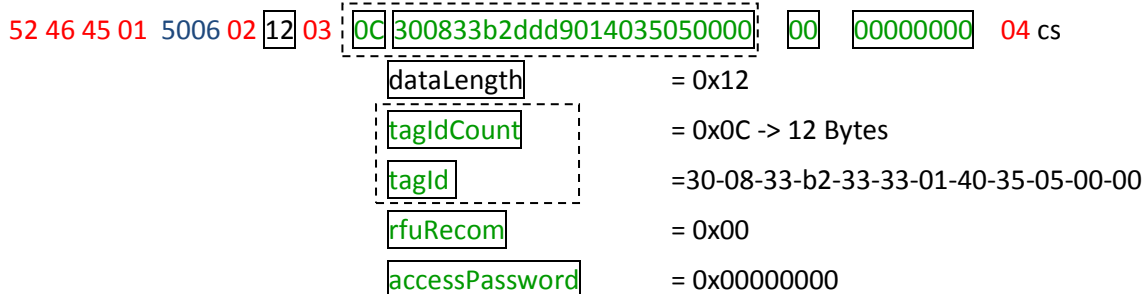 52 46 45 01 5006 02 12 03 0C 300833b2ddd9014035050000 00 00000000 04 cs
dataLength = 0x12
tagIdCount = 0x0C -> 12 Bytes
tagId =30-08-33-b2-33-33-01-40-35-05-00-00
rfuRecom = 0x00
accessPassword = 0x00000000